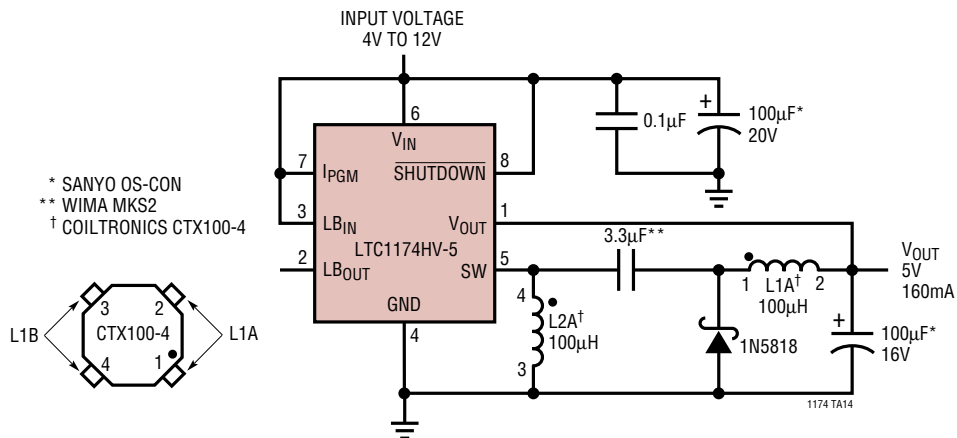 INPUT VOLTAGE
4V TO 12V
6
VIN
7
IPGM
SHUTDOWN
8
0.1µF
+
100µF*
20V
* SANYO OS-CON
** WIMA MKS2
† COILTRONICS CTX100-4
3
LBIN
VOUT
1
LTC1174HV-5
2
LBOUT
SW
5
3.3µF**
GND
4
4
L2A†
100µH
3
1
L1A†
2
100µH
VOUT
5V
160mA
1N5818
+
100µF*
16V
L1B
3
2
CTX100-4
4
1
L1A
1174 TA14